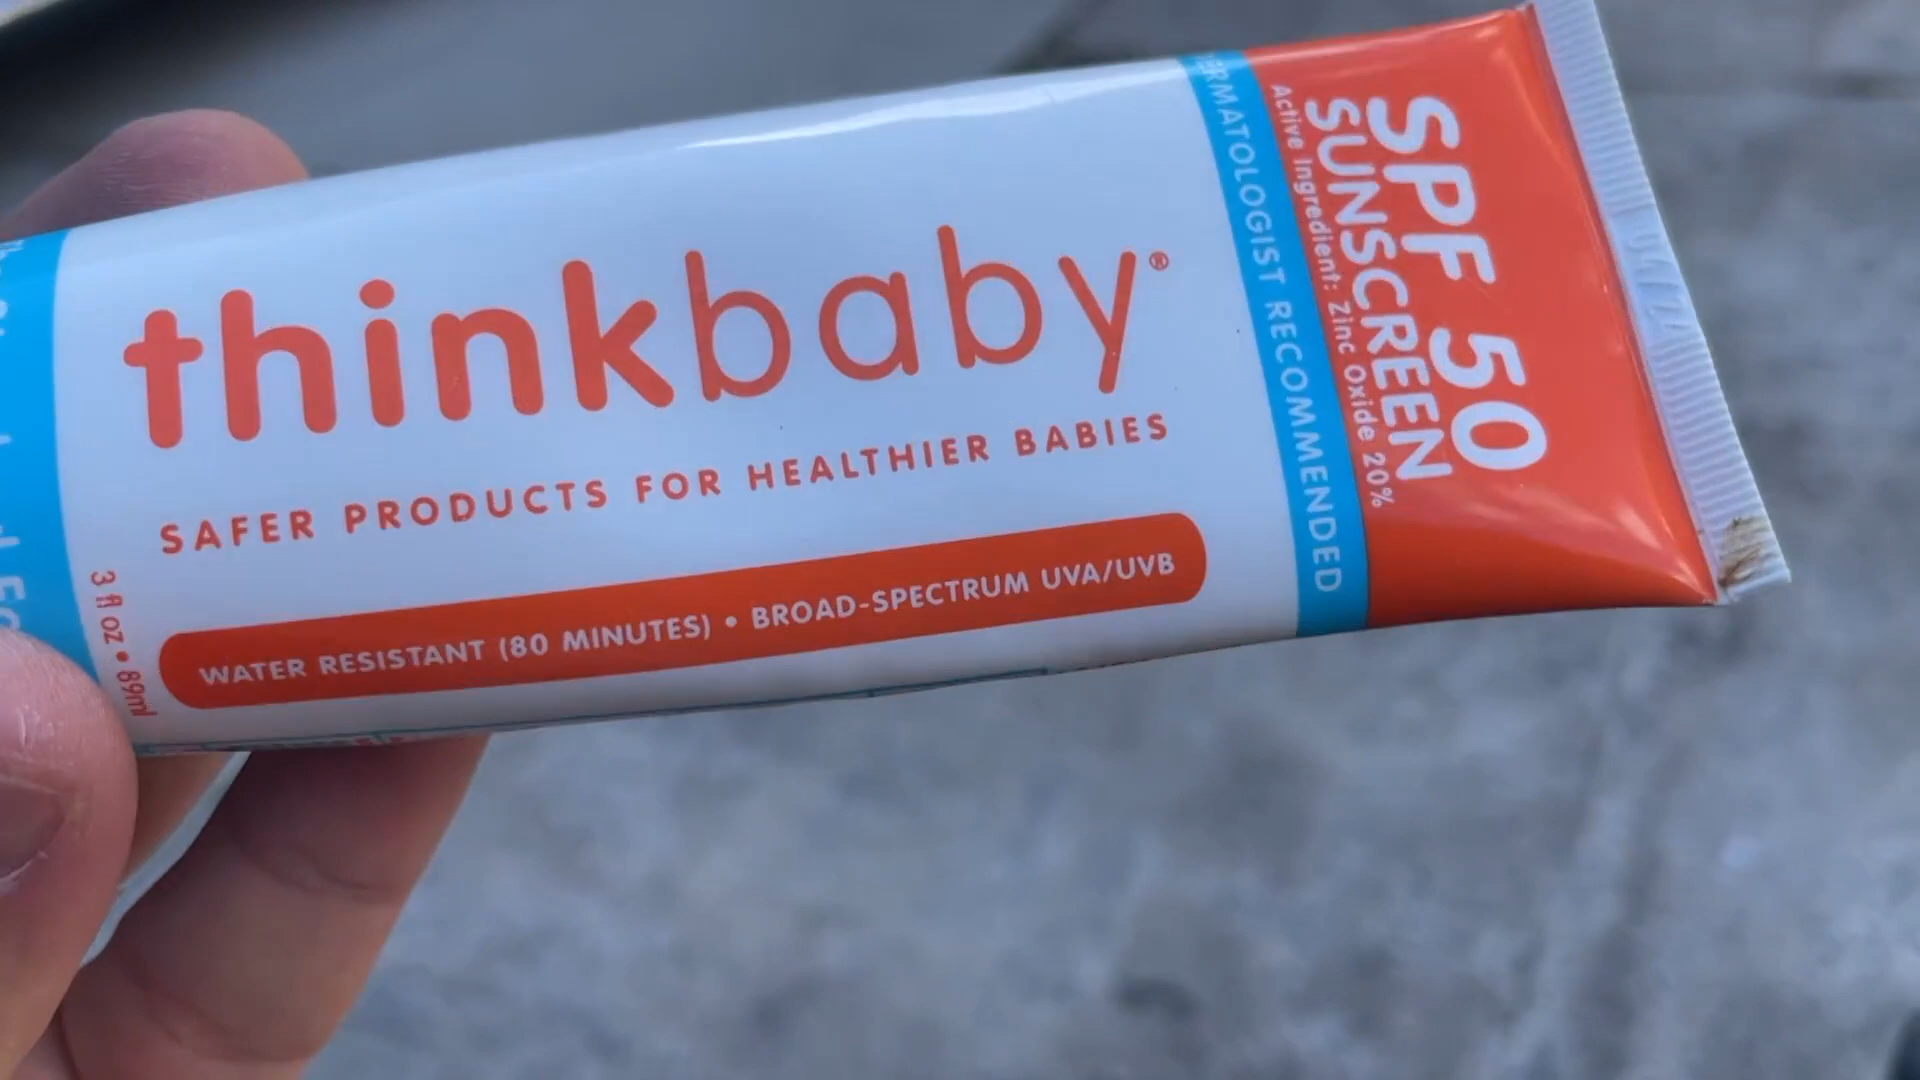 thinkbaby®
SAFER PRODUCTS FOR HEALTHIER BABIES
WATER RESISTANT (80 MINUTES) • BROAD-SPECTRUM UVA/UVB
3 fl oz • 89ml
DERMATOLOGIST RECOMMENDED
SPF 50
SUNSCREEN
Active Ingredient: Zinc Oxide 20%